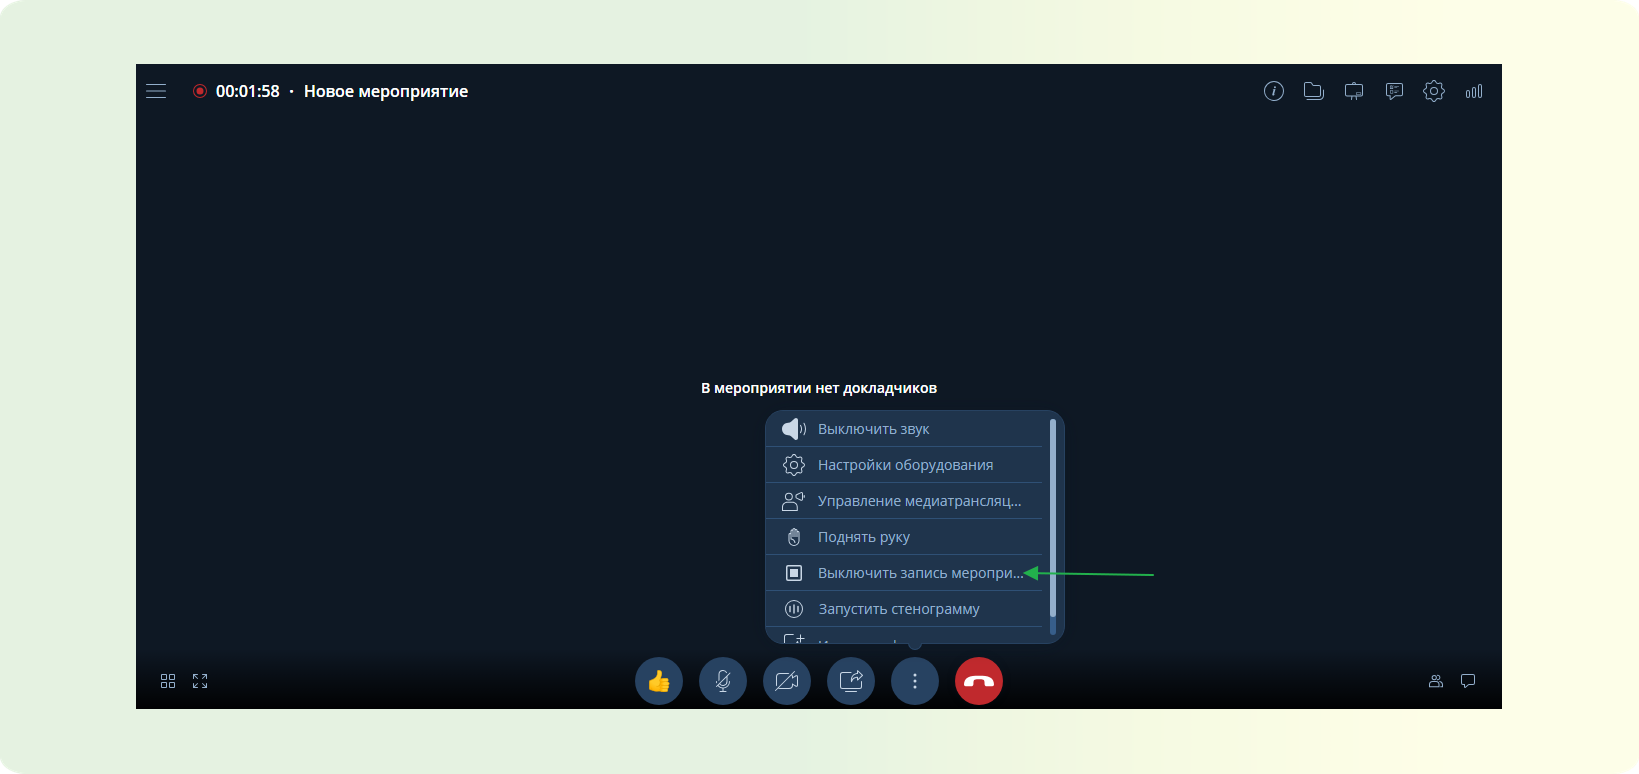 00:01:58 · Новое мероприятие
В мероприятии нет докладчиков
Выключить звук
Настройки оборудования
Управление медиатрансляц...
Поднять руку
Выключить запись меропри...
Запустить стенограмму